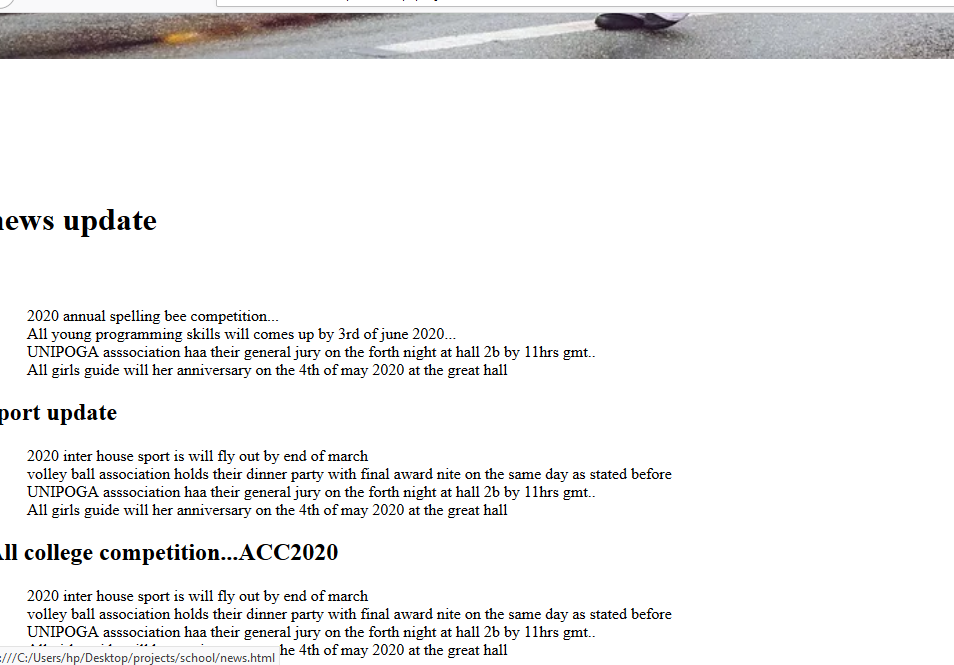 news update
2020 annual spelling bee competition...
All young programming skills will comes up by 3rd of june 2020...
UNIPOGA asssociation haa their general jury on the forth night at hall 2b by 11hrs gmt..
All girls guide will her anniversary on the 4th of may 2020 at the great hall
port update
2020 inter house sport is will fly out by end of march
volley ball association holds their dinner party with final award nite on the same day as stated before
UNIPOGA asssociation haa their general jury on the forth night at hall 2b by 11hrs gmt..
All girls guide will her anniversary on the 4th of may 2020 at the great hall
All college competition...ACC2020
2020 inter house sport is will fly out by end of march
volley ball association holds their dinner party with final award nite on the same day as stated before
UNIPOGA asssociation haa their general jury on the forth night at hall 2b by 11hrs gmt..
the 4th of may 2020 at the great hall
:///C:/Users/hp/Desktop/projects/school/news.html